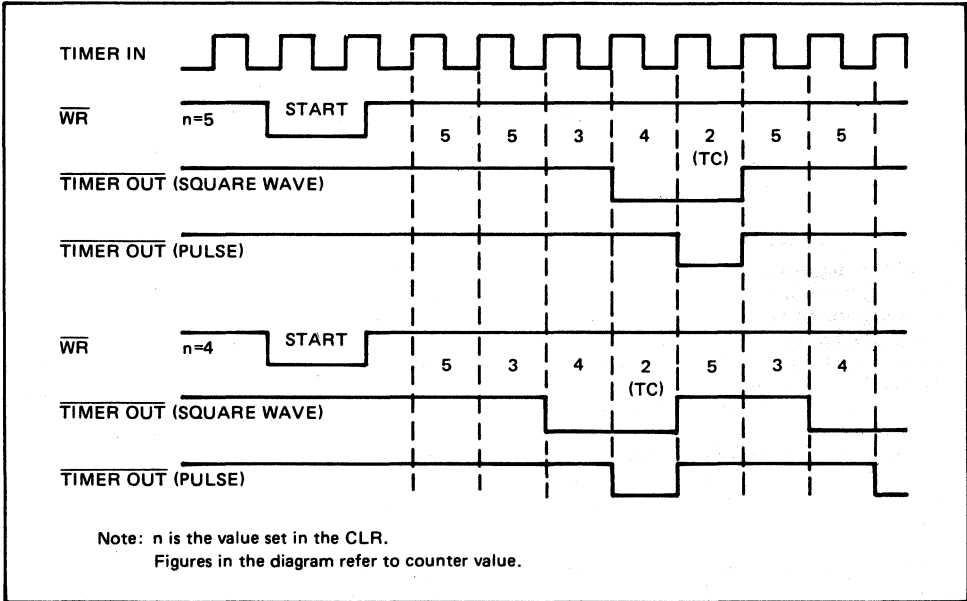 TIMER IN
WR n=5 START
5 5 3 4 2 5 5
(TC)
TIMER OUT (SQUARE WAVE)
TIMER OUT (PULSE)
WR n=4 START
5 3 4 2 5 3 4
(TC)
TIMER OUT (SQUARE WAVE)
TIMER OUT (PULSE)
Note: n is the value set in the CLR.
Figures in the diagram refer to counter value.